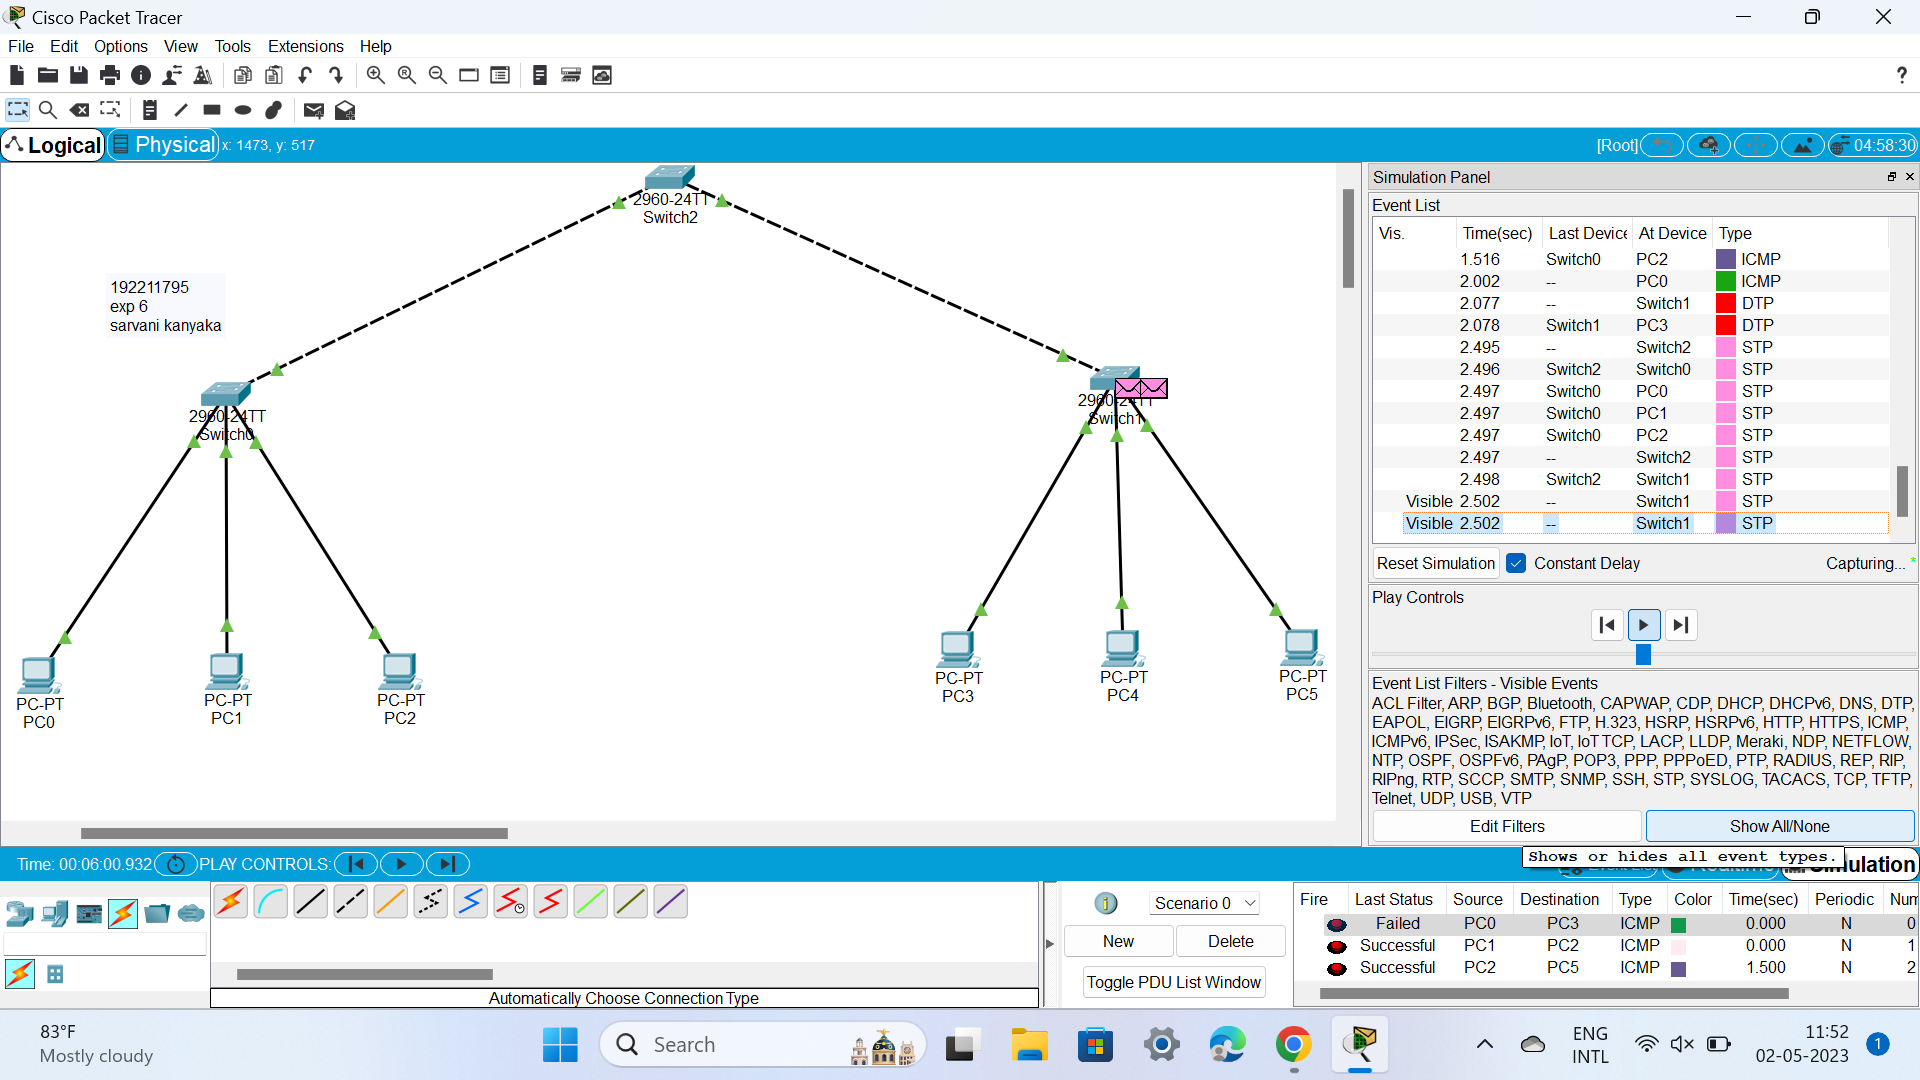 Cisco Packet Tracer
File Edit Options View Tools Extensions Help
?
Logical Physical x: 1473, y: 517 [Root] 04:58:30
2960-24TT
Switch2
192211795
exp 6
sarvani kanyaka
2960-24TT
Switch0
2960-24TT
Switch1
PC-PT
PC0
PC-PT
PC1
PC-PT
PC2
PC-PT
PC3
PC-PT
PC4
PC-PT
PC5
Simulation Panel
Event List
Vis. Time(sec) Last Device At Device Type
1.516 Switch0 PC2 ICMP
2.002 -- PC0 ICMP
2.077 -- Switch1 DTP
2.078 Switch1 PC3 DTP
2.495 -- Switch2 STP
2.496 Switch2 Switch0 STP
2.497 Switch0 PC0 STP
2.497 Switch0 PC1 STP
2.497 Switch0 PC2 STP
2.497 -- Switch2 STP
2.498 Switch2 Switch1 STP
Visible 2.502 -- Switch1 STP
Visible 2.502 -- Switch1 STP
Reset Simulation Constant Delay Capturing... *
Play Controls
Event List Filters - Visible Events
ACL Filter, ARP, BGP, Bluetooth, CAPWAP, CDP, DHCP, DHCPv6, DNS, DTP,
EAPOL, EIGRP, EIGRPv6, FTP, H.323, HSRP, HSRPv6, HTTP, HTTPS, ICMP,
ICMPv6, IPSec, ISAKMP, IoT, IoT TCP, LACP, LLDP, Meraki, NDP, NETFLOW,
NTP, OSPF, OSPFv6, PAgP, POP3, PPP, PPPoED, PTP, RADIUS, REP, RIP,
RIPng, RTP, SCCP, SMTP, SNMP, SSH, STP, SYSLOG, TACACS, TCP, TFTP,
Telnet, UDP, USB, VTP
Edit Filters Show All/None
Shows or hides all event types.
Time: 00:06:00.932 PLAY CONTROLS: Event List Realtime Simulation
Automatically Choose Connection Type
Scenario 0
New Delete
Toggle PDU List Window
Fire Last Status Source Destination Type Color Time(sec) Periodic Num
Failed PC0 PC3 ICMP 0.000 N 0
Successful PC1 PC2 ICMP 0.000 N 1
Successful PC2 PC5 ICMP 1.500 N 2
83°F
Mostly cloudy
Search
ENG
INTL
11:52
02-05-2023
1